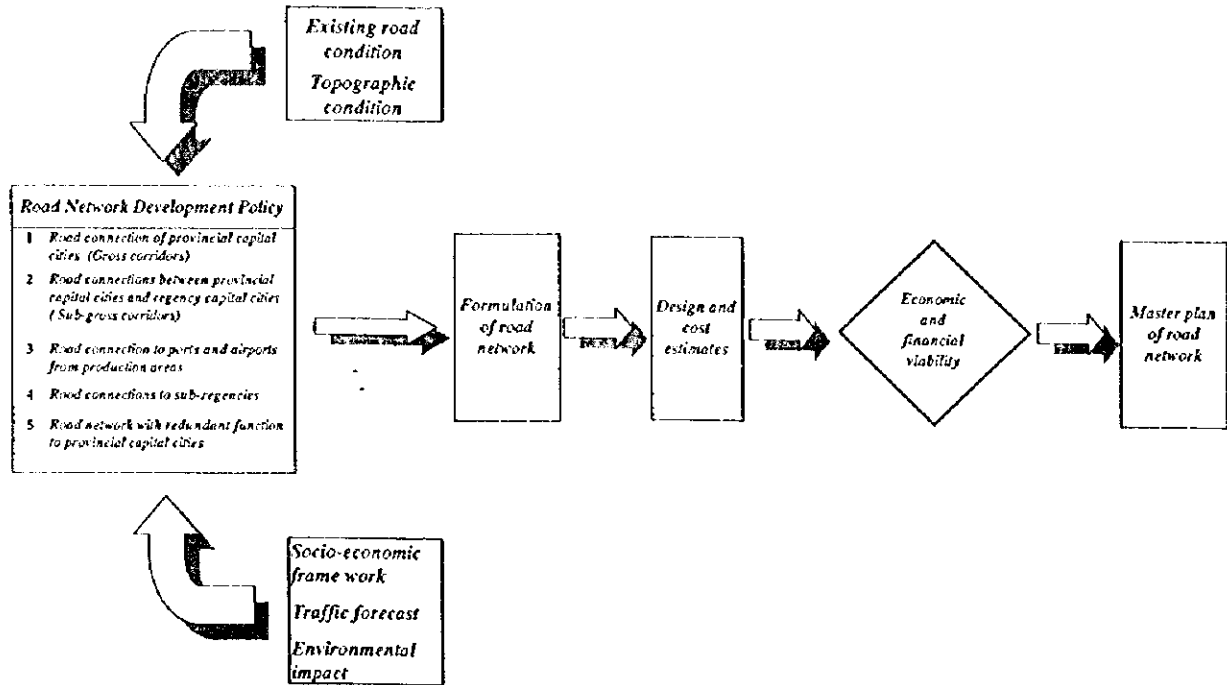 Existing road
condition
Topographic
condition
Road Network Development Policy
1 Road connection of provincial capital
cities (Gross corridors)
2 Road connections between provincial
capital cities and regency capital cities
(Sub-gross corridors)
3 Road connection to ports and airports
from production areas
4 Road connections to sub-regencies
5 Road network with redundant function
to provincial capital cities
Formulation
of road
network
Design and
cost
estimates
Economic
and
financial
viability
Master plan
of road
network
Socio-economic
frame work
Traffic forecast
Environmental
impact